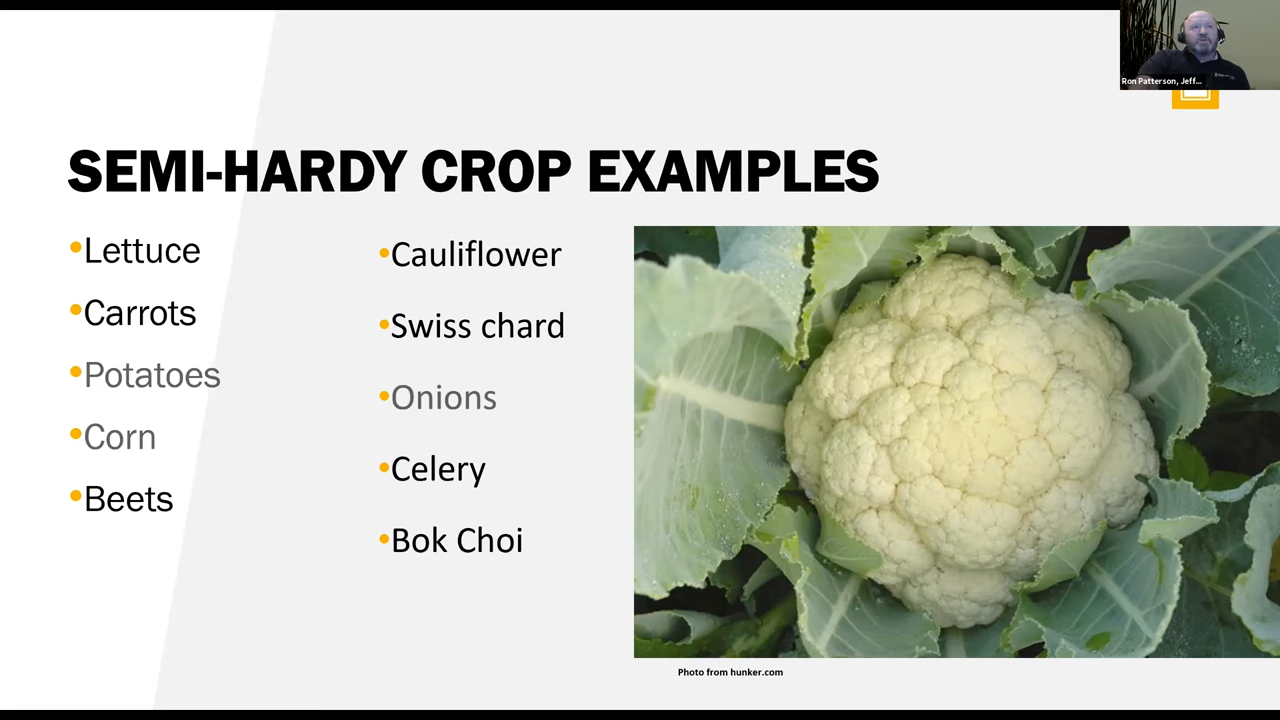 Ron Patterson, Jeff...
SEMI-HARDY CROP EXAMPLES
•Lettuce
•Carrots
•Potatoes
•Corn
•Beets
•Cauliflower
•Swiss chard
•Onions
•Celery
•Bok Choi
Photo from hunker.com